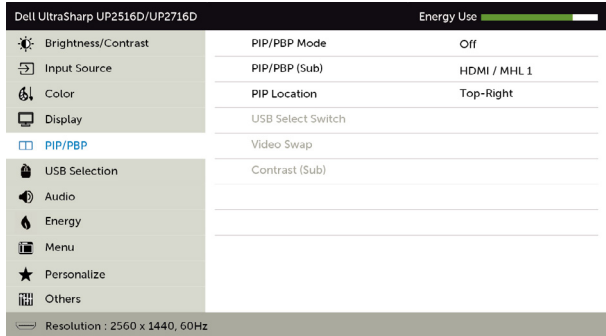 Dell UltraSharp UP2516D/UP2716D Energy Use
Brightness/Contrast PIP/PBP Mode Off
Input Source PIP/PBP (Sub) HDMI / MHL 1
Color PIP Location Top-Right
Display USB Select Switch
PIP/PBP Video Swap
USB Selection Contrast (Sub)
Audio
Energy
Menu
Personalize
Others
Resolution : 2560 x 1440, 60Hz